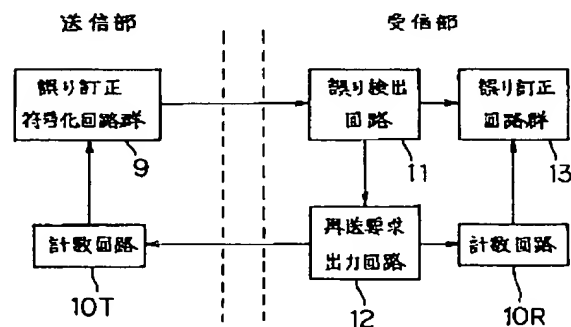 送信部
受信部
誤り訂正
符号化回路群
9
誤り検出
回路
11
誤り訂正
回路群
13
計数回路
10T
再送要求
出力回路
12
計数回路
10R